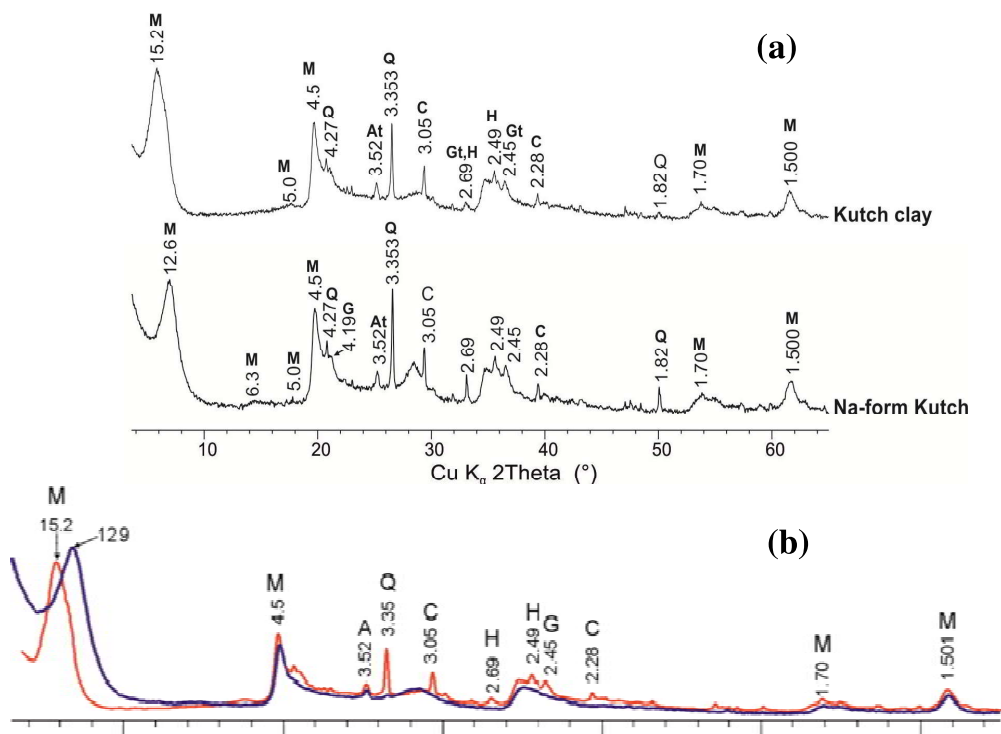 (a)
15.2 M
M
5.0
M
4.5
Q
4.27
At
3.52
Q
3.353
C
3.05
Gt,H
2.69
H
2.49
Gt
2.45
C
2.28
1.82 Q
M
1.70
M
1.500
Kutch clay
12.6 M
M
6.3
M
5.0
M
4.5
Q
4.27
4.19 G
At
3.52
Q
3.353
3.05 C
2.69
2.49
2.45
C
2.28
Q
1.82
M
1.70
1.500 M
Na-form Kutch
10 20 30 40 50 60
Cu Kα 2Theta (°)
(b)
M
15.2
129
M
4.5
A
3.52
Q
3.35
C
3.05
H
2.69
H
2.49
G
2.45
C
2.28
M
1.70
M
1.501